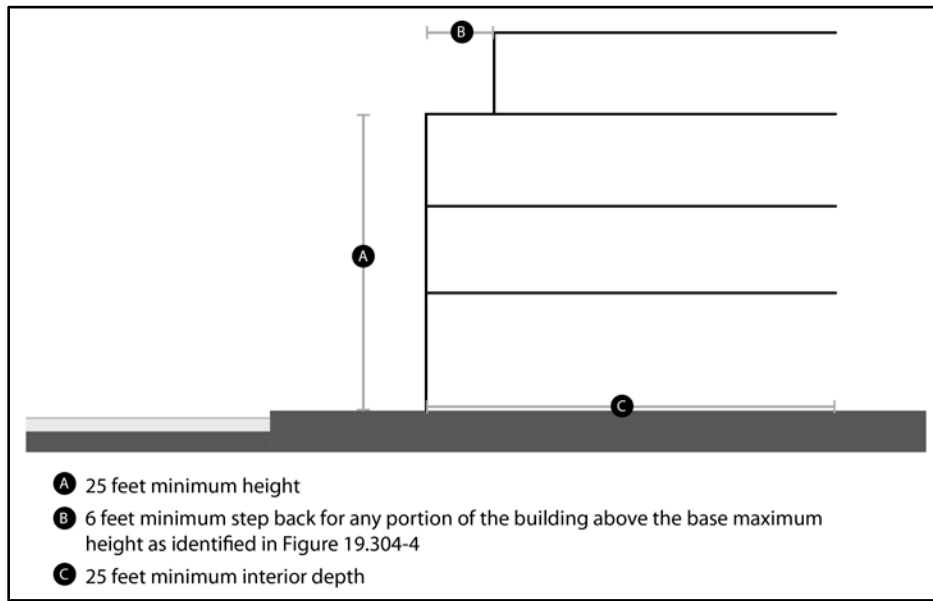 B
A
C
A 25 feet minimum height
B 6 feet minimum step back for any portion of the building above the base maximum
height as identified in Figure 19.304-4
C 25 feet minimum interior depth